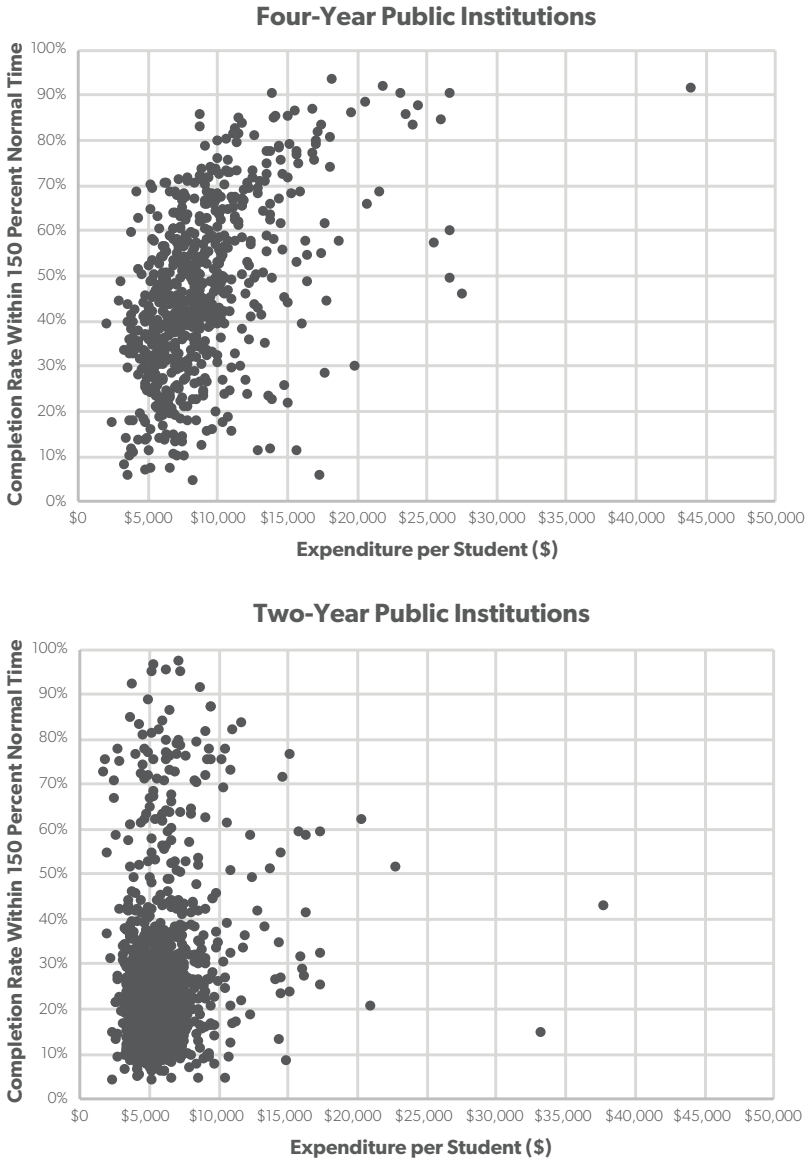 Four-Year Public Institutions
Completion Rate Within 150 Percent Normal Time
100%
90%
80%
70%
60%
50%
40%
30%
20%
10%
0%
$0 $5,000 $10,000 $15,000 $20,000 $25,000 $30,000 $35,000 $40,000 $45,000 $50,000
Expenditure per Student ($)
Two-Year Public Institutions
Completion Rate Within 150 Percent Normal Time
100%
90%
80%
70%
60%
50%
40%
30%
20%
10%
0%
$0 $5,000 $10,000 $15,000 $20,000 $25,000 $30,000 $35,000 $40,000 $45,000 $50,000
Expenditure per Student ($)